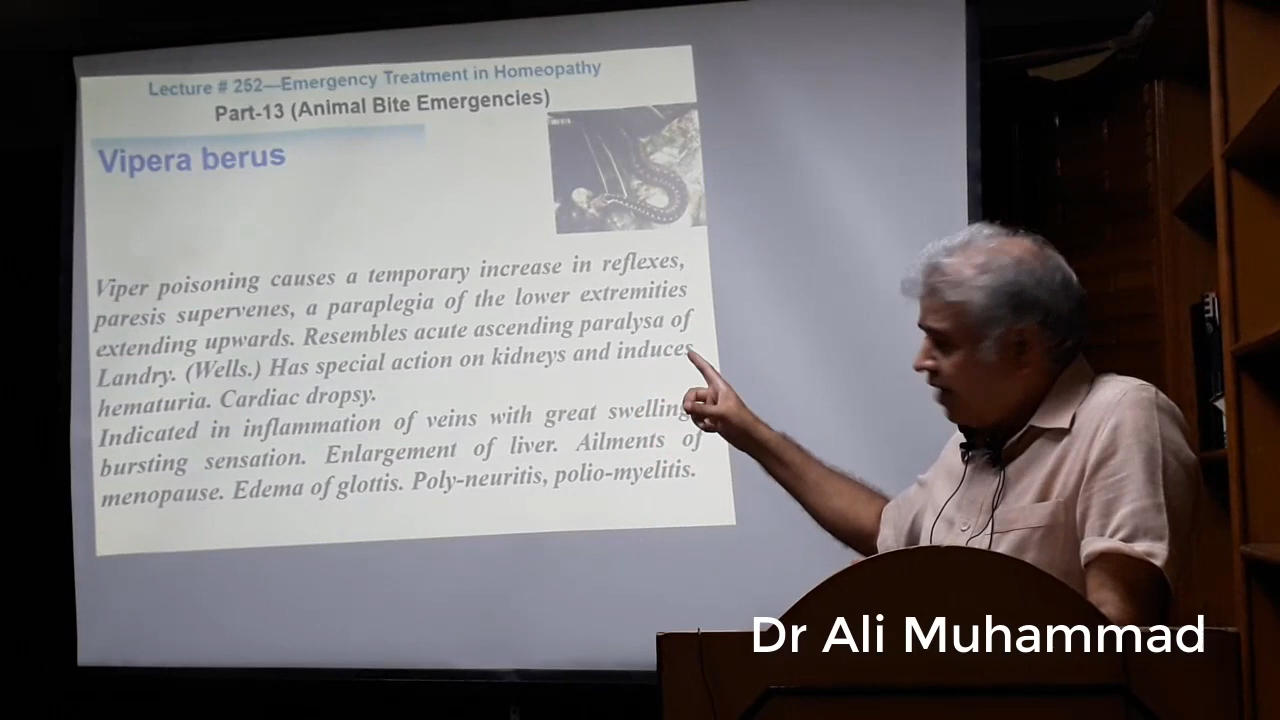 Lecture # 252—Emergency Treatment in Homeopathy
Part-13 (Animal Bite Emergencies)
Vipera berus
Viper poisoning causes a temporary increase in reflexes,
paresis supervenes, a paraplegia of the lower extremities
extending upwards. Resembles acute ascending paralysa of
Landry. (Wells.) Has special action on kidneys and induces
hematuria. Cardiac dropsy.
Indicated in inflammation of veins with great swelling
bursting sensation. Enlargement of liver. Ailments of
menopause. Edema of glottis. Poly-neuritis, polio-myelitis.
Dr Ali Muhammad